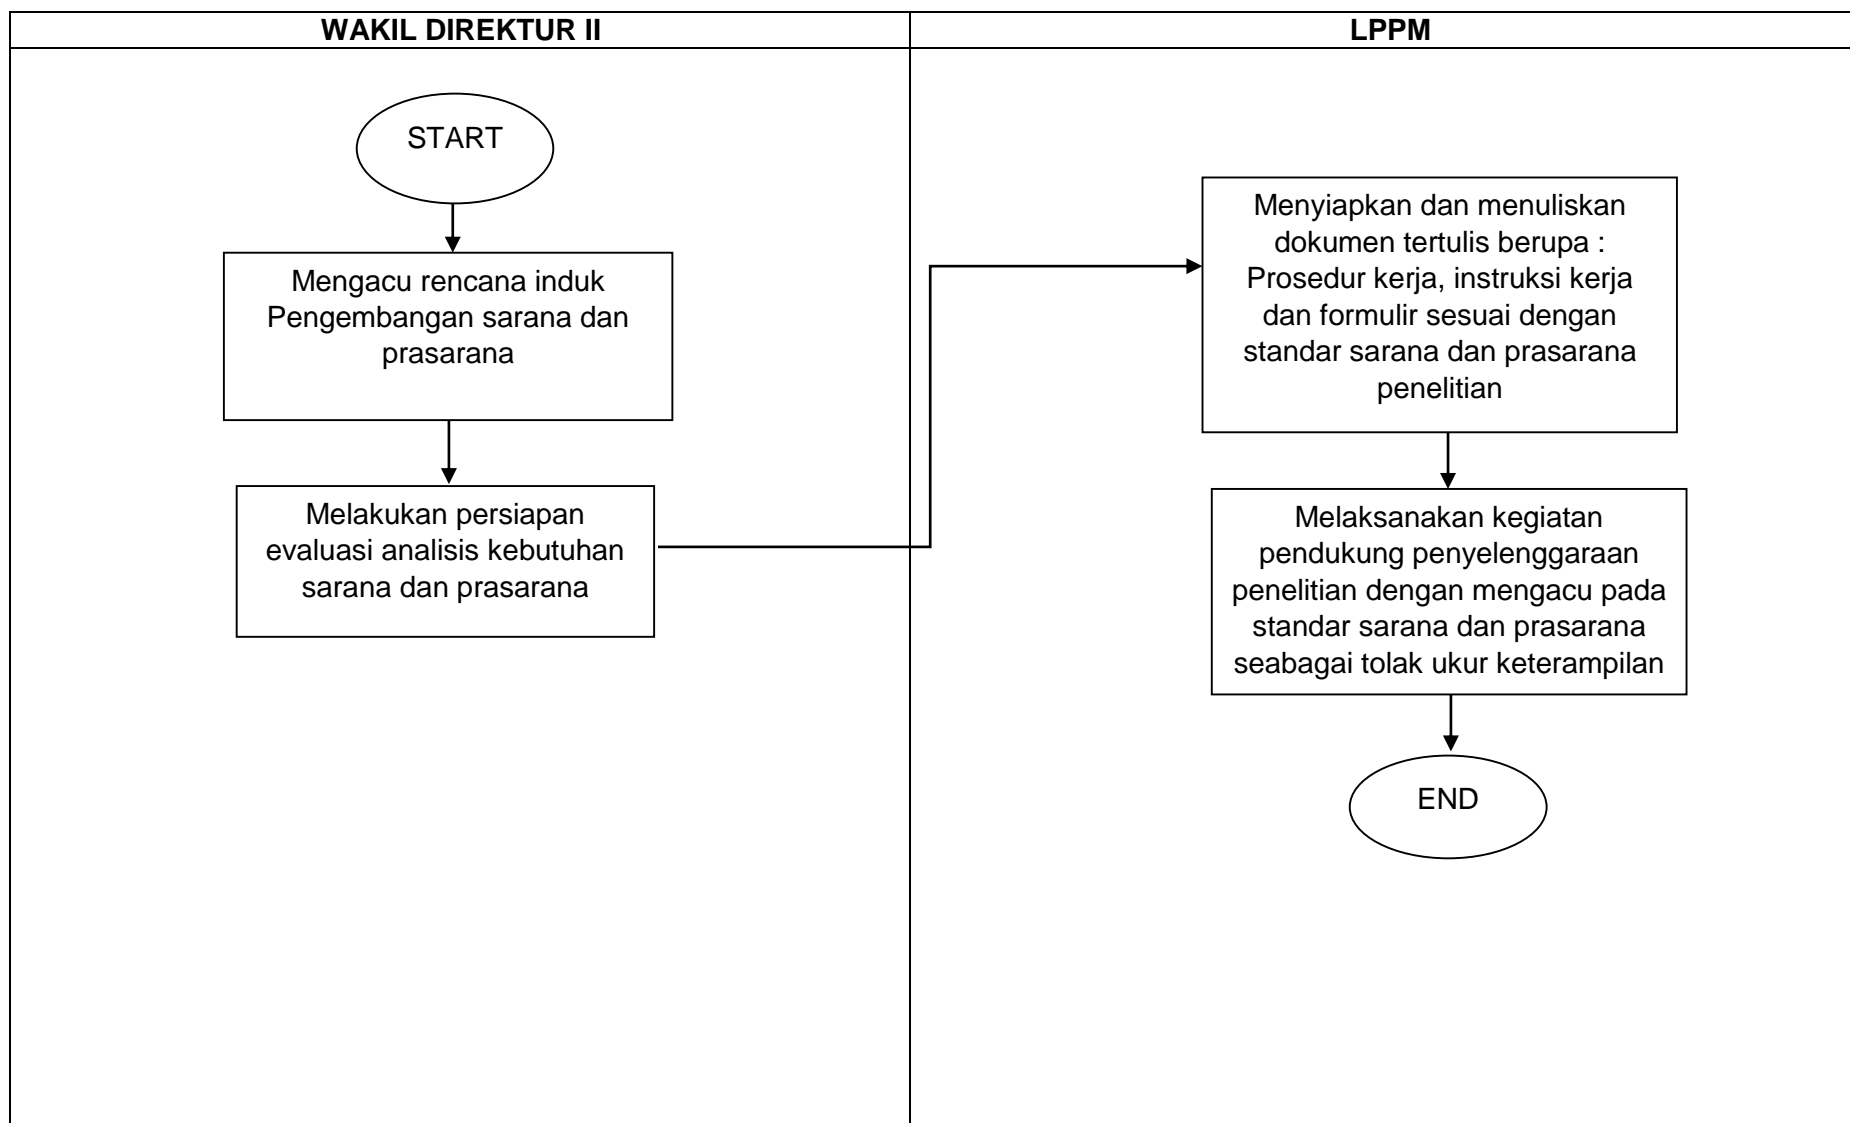 WAKIL DIREKTUR II
LPPM
START
Mengacu rencana induk
Pengembangan sarana dan
prasarana
Melakukan persiapan
evaluasi analisis kebutuhan
sarana dan prasarana
Menyiapkan dan menuliskan
dokumen tertulis berupa :
Prosedur kerja, instruksi kerja
dan formulir sesuai dengan
standar sarana dan prasarana
penelitian
Melaksanakan kegiatan
pendukung penyelenggaraan
penelitian dengan mengacu pada
standar sarana dan prasarana
seabagai tolak ukur keterampilan
END